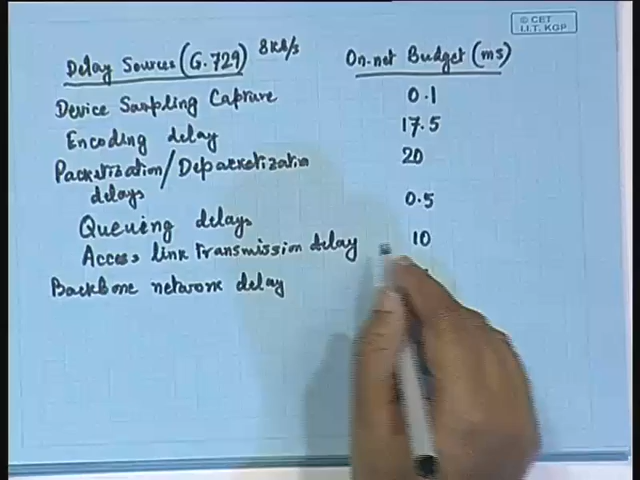 © CET
I.I.T. KGP
Delay Sources (G.729) 8Kb/s On-net Budget (ms)
Device Sampling Capture 0.1
Encoding delay 17.5
Packetization/Depacketization 20
delays
Queuing delays 0.5
Access link transmission delay 10
Backbone network delay